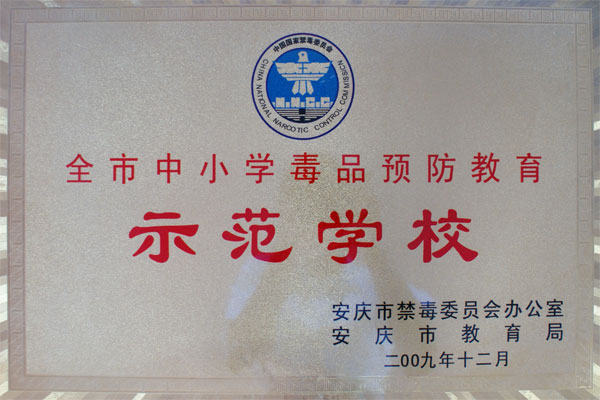 中国国家禁毒委员会
N.N.C.C
CHINA NATIONAL NARCOTIC CONTROL COMMISSION
全市中小学毒品预防教育
示范学校
安庆市禁毒委员会办公室
安庆市教育局
二00九年十二月